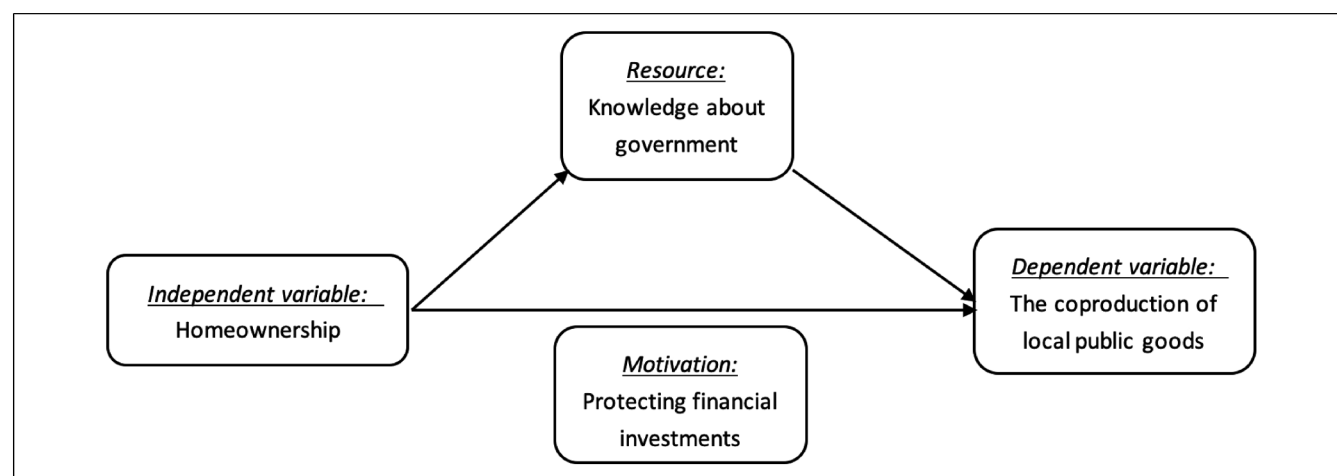 Resource:
Knowledge about
government
Independent variable:
Homeownership
Dependent variable:
The coproduction of
local public goods
Motivation:
Protecting financial
investments